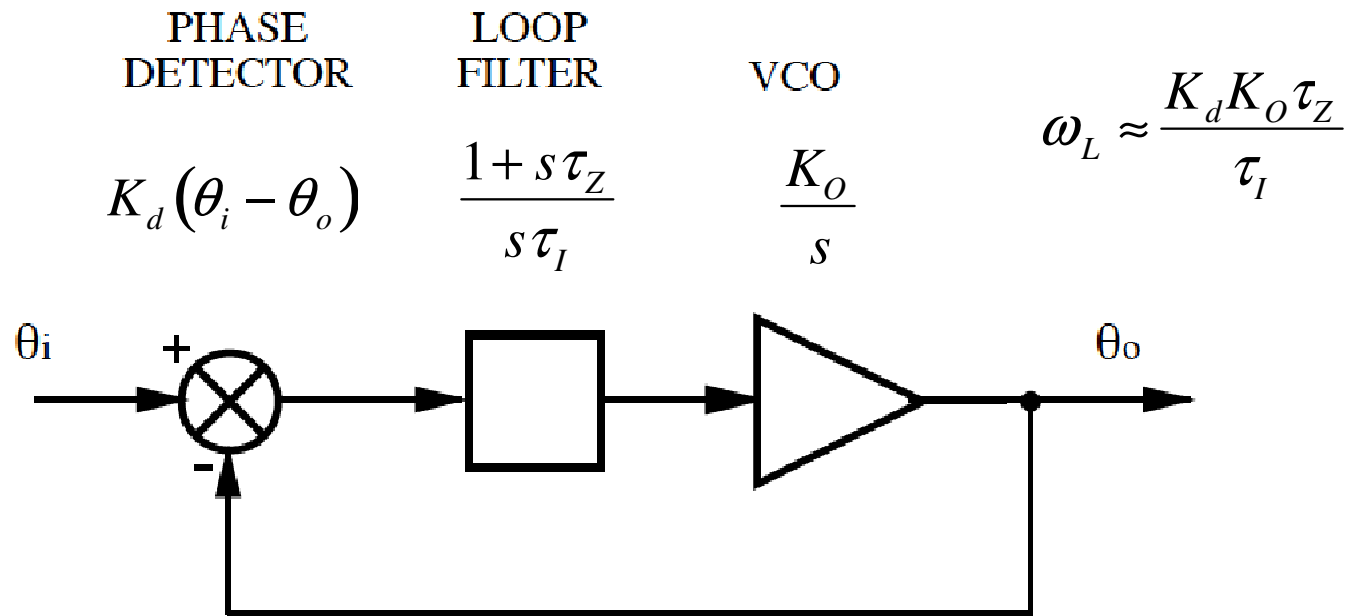 PHASE
DETECTOR
LOOP
FILTER
VCO
K_d(θ_i − θ_o)
1 + sτ_Z
sτ_I
K_O
s
ω_L ≈ K_d K_O τ_Z
τ_I
θi
+
-
θo